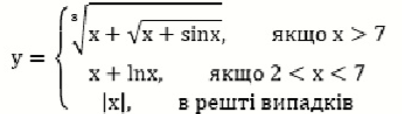 y = { ∛(x + √(x + sinx)), якщо x > 7
x + lnx, якщо 2 < x < 7
|x|, в решті випадків